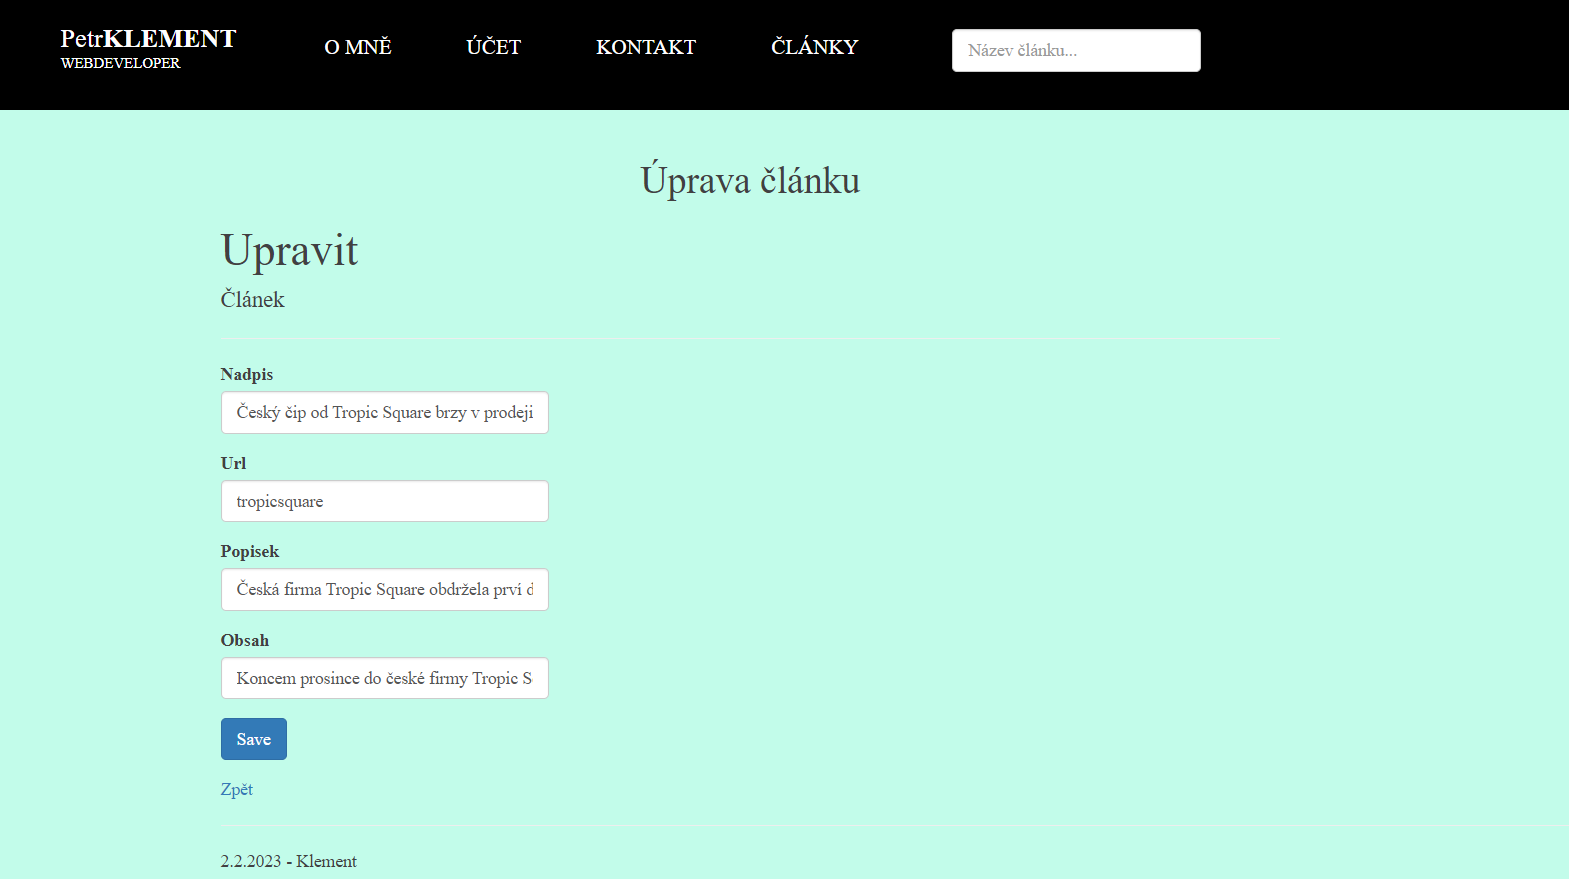 PetrKLEMENT
WEBDEVELOPER
O MNĚ
ÚČET
KONTAKT
ČLÁNKY
Název článku...
Úprava článku
Upravit
Článek
Nadpis
Český čip od Tropic Square brzy v prodeji
Url
tropicsquare
Popisek
Česká firma Tropic Square obdržela prví d
Obsah
Koncem prosince do české firmy Tropic S
Save
Zpět
2.2.2023 - Klement